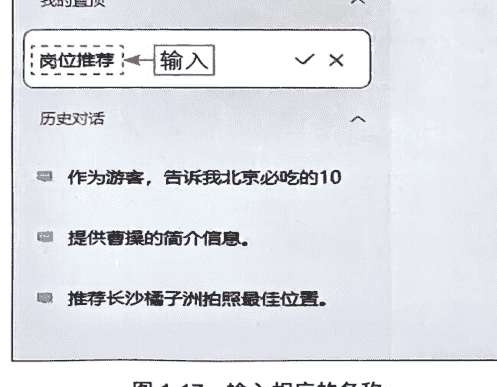 我的置顶
岗位推荐 输入
历史对话
作为游客，告诉我北京必吃的10
提供曹操的简介信息。
推荐长沙橘子洲拍照最佳位置。
图 1-17 输入相应的名称